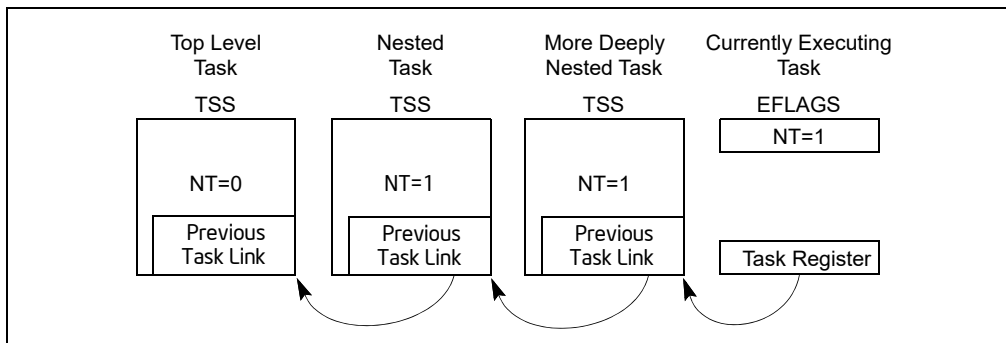 Top Level
Task
Nested
Task
More Deeply
Nested Task
Currently Executing
Task
TSS
TSS
TSS
EFLAGS
NT=1
NT=0
NT=1
NT=1
Previous
Task Link
Previous
Task Link
Previous
Task Link
Task Register